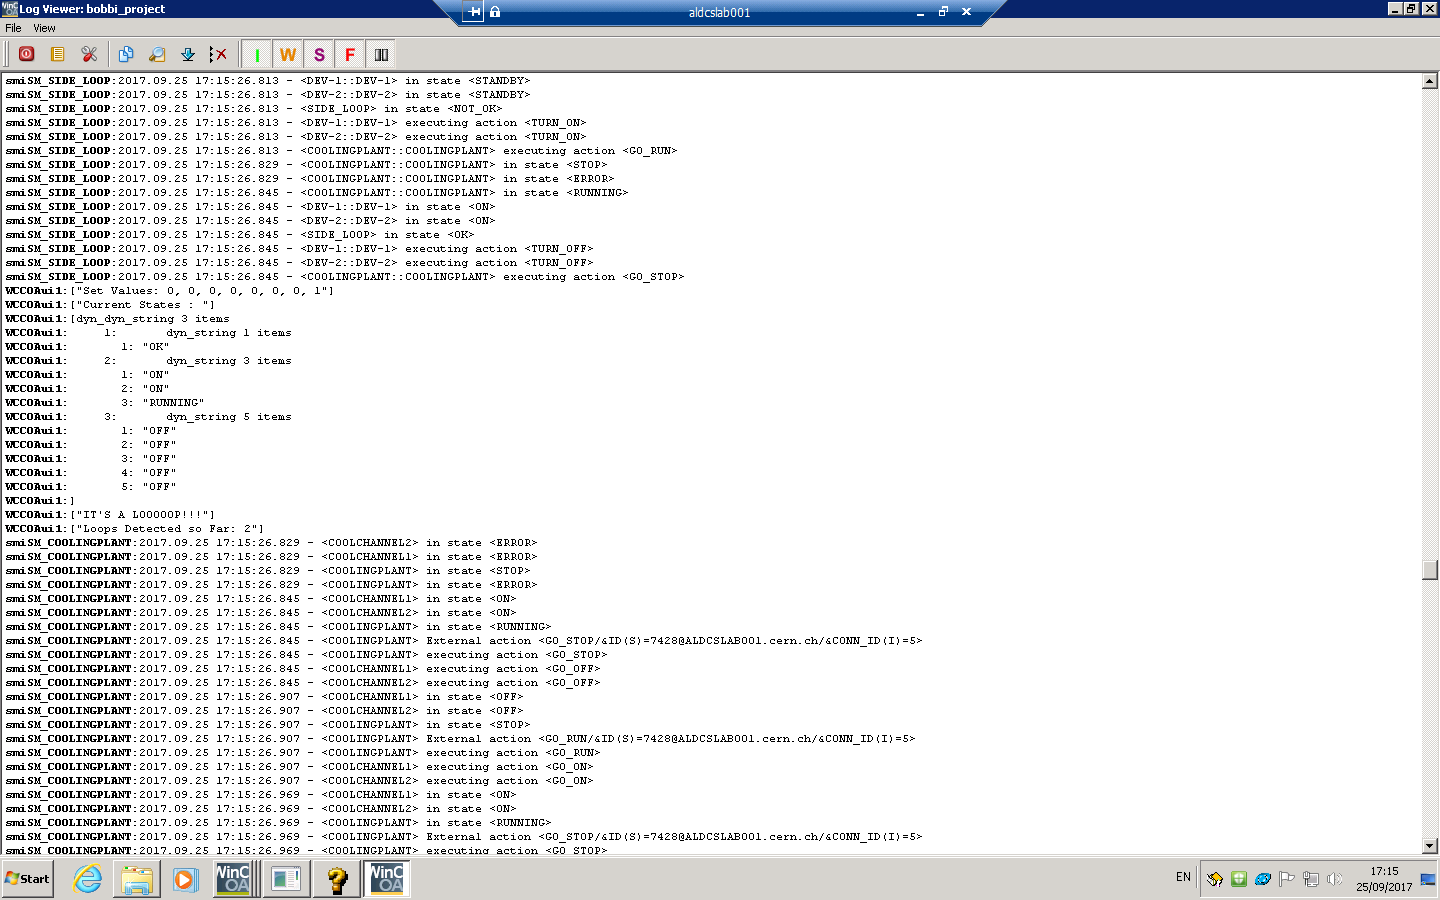 Log Viewer: bobbi_project
aldcslab001
File View
I W S F
smiSM_SIDE_LOOP:2017.09.25 17:15:26.813 - <DEV-1::DEV-1> in state <STANDBY>
smiSM_SIDE_LOOP:2017.09.25 17:15:26.813 - <DEV-2::DEV-2> in state <STANDBY>
smiSM_SIDE_LOOP:2017.09.25 17:15:26.813 - <SIDE_LOOP> in state <NOT_OK>
smiSM_SIDE_LOOP:2017.09.25 17:15:26.813 - <DEV-1::DEV-1> executing action <TURN_ON>
smiSM_SIDE_LOOP:2017.09.25 17:15:26.813 - <DEV-2::DEV-2> executing action <TURN_ON>
smiSM_SIDE_LOOP:2017.09.25 17:15:26.813 - <COOLINGPLANT::COOLINGPLANT> executing action <GO_RUN>
smiSM_SIDE_LOOP:2017.09.25 17:15:26.829 - <COOLINGPLANT::COOLINGPLANT> in state <STOP>
smiSM_SIDE_LOOP:2017.09.25 17:15:26.829 - <COOLINGPLANT::COOLINGPLANT> in state <ERROR>
smiSM_SIDE_LOOP:2017.09.25 17:15:26.845 - <COOLINGPLANT::COOLINGPLANT> in state <RUNNING>
smiSM_SIDE_LOOP:2017.09.25 17:15:26.845 - <DEV-1::DEV-1> in state <ON>
smiSM_SIDE_LOOP:2017.09.25 17:15:26.845 - <DEV-2::DEV-2> in state <ON>
smiSM_SIDE_LOOP:2017.09.25 17:15:26.845 - <SIDE_LOOP> in state <OK>
smiSM_SIDE_LOOP:2017.09.25 17:15:26.845 - <DEV-1::DEV-1> executing action <TURN_OFF>
smiSM_SIDE_LOOP:2017.09.25 17:15:26.845 - <DEV-2::DEV-2> executing action <TURN_OFF>
smiSM_SIDE_LOOP:2017.09.25 17:15:26.845 - <COOLINGPLANT::COOLINGPLANT> executing action <GO_STOP>
WCCOAui1:["Set Values: 0, 0, 0, 0, 0, 0, 0, 1"]
WCCOAui1:["Current States : "]
WCCOAui1:[dyn_dyn_string 3 items
WCCOAui1: 1: dyn_string 1 items
WCCOAui1: 1: "OK"
WCCOAui1: 2: dyn_string 3 items
WCCOAui1: 1: "ON"
WCCOAui1: 2: "ON"
WCCOAui1: 3: "RUNNING"
WCCOAui1: 3: dyn_string 5 items
WCCOAui1: 1: "OFF"
WCCOAui1: 2: "OFF"
WCCOAui1: 3: "OFF"
WCCOAui1: 4: "OFF"
WCCOAui1: 5: "OFF"
WCCOAui1:]
WCCOAui1:["IT'S A LOOOOOP!!!"]
WCCOAui1:["Loops Detected so Far: 2"]
smiSM_COOLINGPLANT:2017.09.25 17:15:26.829 - <COOLCHANNEL2> in state <ERROR>
smiSM_COOLINGPLANT:2017.09.25 17:15:26.829 - <COOLCHANNEL1> in state <ERROR>
smiSM_COOLINGPLANT:2017.09.25 17:15:26.829 - <COOLINGPLANT> in state <STOP>
smiSM_COOLINGPLANT:2017.09.25 17:15:26.829 - <COOLINGPLANT> in state <ERROR>
smiSM_COOLINGPLANT:2017.09.25 17:15:26.845 - <COOLCHANNEL1> in state <ON>
smiSM_COOLINGPLANT:2017.09.25 17:15:26.845 - <COOLCHANNEL2> in state <ON>
smiSM_COOLINGPLANT:2017.09.25 17:15:26.845 - <COOLINGPLANT> in state <RUNNING>
smiSM_COOLINGPLANT:2017.09.25 17:15:26.845 - <COOLINGPLANT> External action <GO_STOP/&ID(S)=7428@ALDCSLAB001.cern.ch/&CONN_ID(I)=5>
smiSM_COOLINGPLANT:2017.09.25 17:15:26.845 - <COOLINGPLANT> executing action <GO_STOP>
smiSM_COOLINGPLANT:2017.09.25 17:15:26.845 - <COOLCHANNEL1> executing action <GO_OFF>
smiSM_COOLINGPLANT:2017.09.25 17:15:26.845 - <COOLCHANNEL2> executing action <GO_OFF>
smiSM_COOLINGPLANT:2017.09.25 17:15:26.907 - <COOLCHANNEL1> in state <OFF>
smiSM_COOLINGPLANT:2017.09.25 17:15:26.907 - <COOLCHANNEL2> in state <OFF>
smiSM_COOLINGPLANT:2017.09.25 17:15:26.907 - <COOLINGPLANT> in state <STOP>
smiSM_COOLINGPLANT:2017.09.25 17:15:26.907 - <COOLINGPLANT> External action <GO_RUN/&ID(S)=7428@ALDCSLAB001.cern.ch/&CONN_ID(I)=5>
smiSM_COOLINGPLANT:2017.09.25 17:15:26.907 - <COOLINGPLANT> executing action <GO_RUN>
smiSM_COOLINGPLANT:2017.09.25 17:15:26.907 - <COOLCHANNEL1> executing action <GO_ON>
smiSM_COOLINGPLANT:2017.09.25 17:15:26.907 - <COOLCHANNEL2> executing action <GO_ON>
smiSM_COOLINGPLANT:2017.09.25 17:15:26.969 - <COOLCHANNEL1> in state <ON>
smiSM_COOLINGPLANT:2017.09.25 17:15:26.969 - <COOLCHANNEL2> in state <ON>
smiSM_COOLINGPLANT:2017.09.25 17:15:26.969 - <COOLINGPLANT> in state <RUNNING>
smiSM_COOLINGPLANT:2017.09.25 17:15:26.969 - <COOLINGPLANT> External action <GO_STOP/&ID(S)=7428@ALDCSLAB001.cern.ch/&CONN_ID(I)=5>
smiSM_COOLINGPLANT:2017.09.25 17:15:26.969 - <COOLINGPLANT> executing action <GO_STOP>
Start
WinCC OA
WinCC OA
EN
17:15
25/09/2017